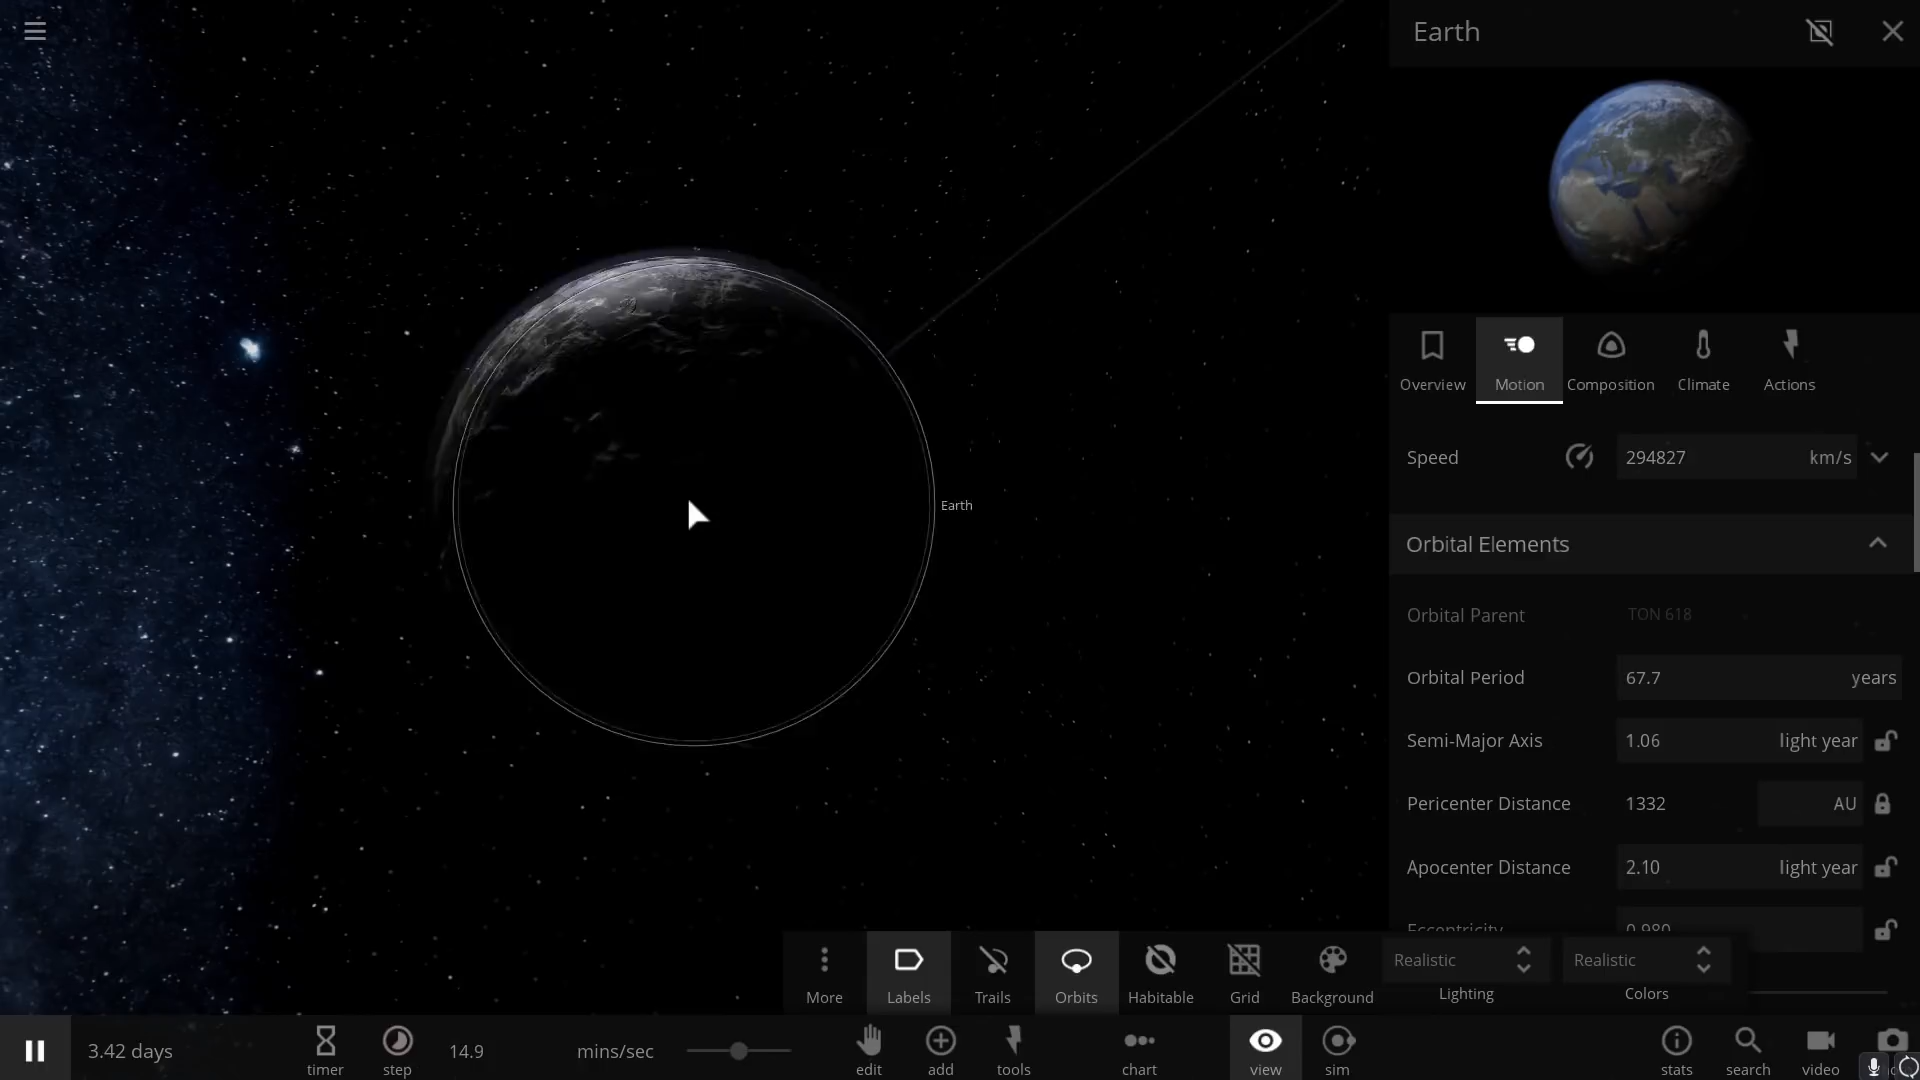 Earth
Overview
Motion
Composition
Climate
Actions
Speed 294827 km/s
Orbital Elements
Orbital Parent TON 618
Orbital Period 67.7 years
Semi-Major Axis 1.06 light year
Pericenter Distance 1332 AU
Apocenter Distance 2.10 light year
Eccentricity 0.980
Earth
More
Labels
Trails
Orbits
Habitable
Grid
Background
Realistic
Lighting
Realistic
Colors
3.42 days
timer
step
14.9 mins/sec
edit
add
tools
chart
view
sim
stats
search
video